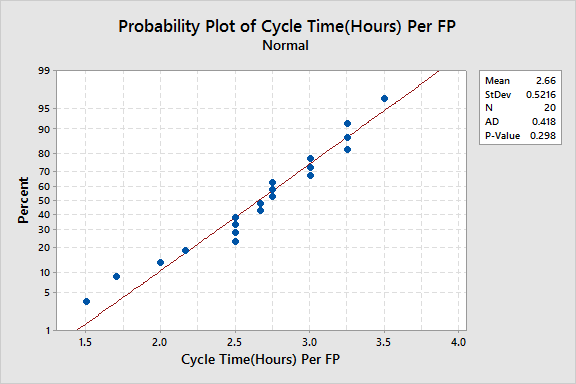 Probability Plot of Cycle Time(Hours) Per FP
Normal
99
95
90
80
70
60
50
40
30
20
10
5
1
Percent
1.5 2.0 2.5 3.0 3.5 4.0
Cycle Time(Hours) Per FP
Mean 2.66
StDev 0.5216
N 20
AD 0.418
P-Value 0.298